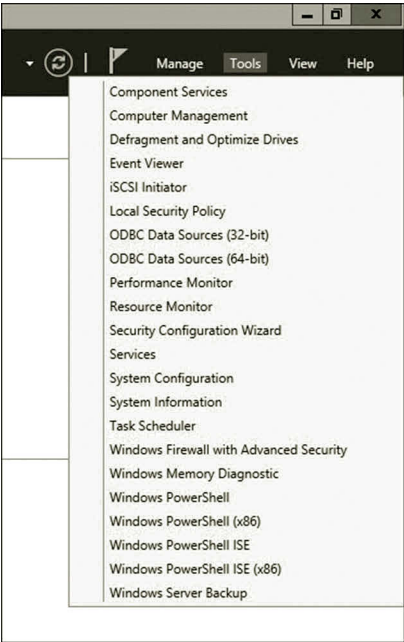 Manage Tools View Help
Component Services
Computer Management
Defragment and Optimize Drives
Event Viewer
iSCSI Initiator
Local Security Policy
ODBC Data Sources (32-bit)
ODBC Data Sources (64-bit)
Performance Monitor
Resource Monitor
Security Configuration Wizard
Services
System Configuration
System Information
Task Scheduler
Windows Firewall with Advanced Security
Windows Memory Diagnostic
Windows PowerShell
Windows PowerShell (x86)
Windows PowerShell ISE
Windows PowerShell ISE (x86)
Windows Server Backup